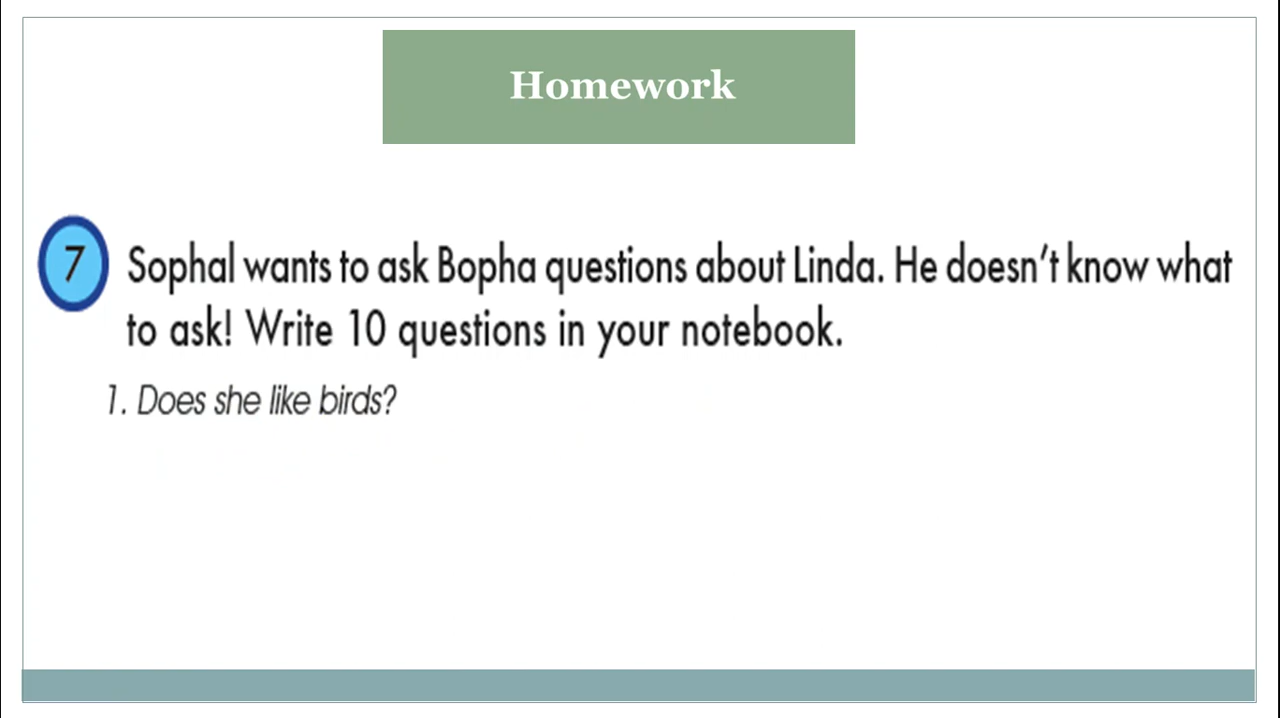 Homework
7 Sophal wants to ask Bopha questions about Linda. He doesn't know what
to ask! Write 10 questions in your notebook.
1. Does she like birds?